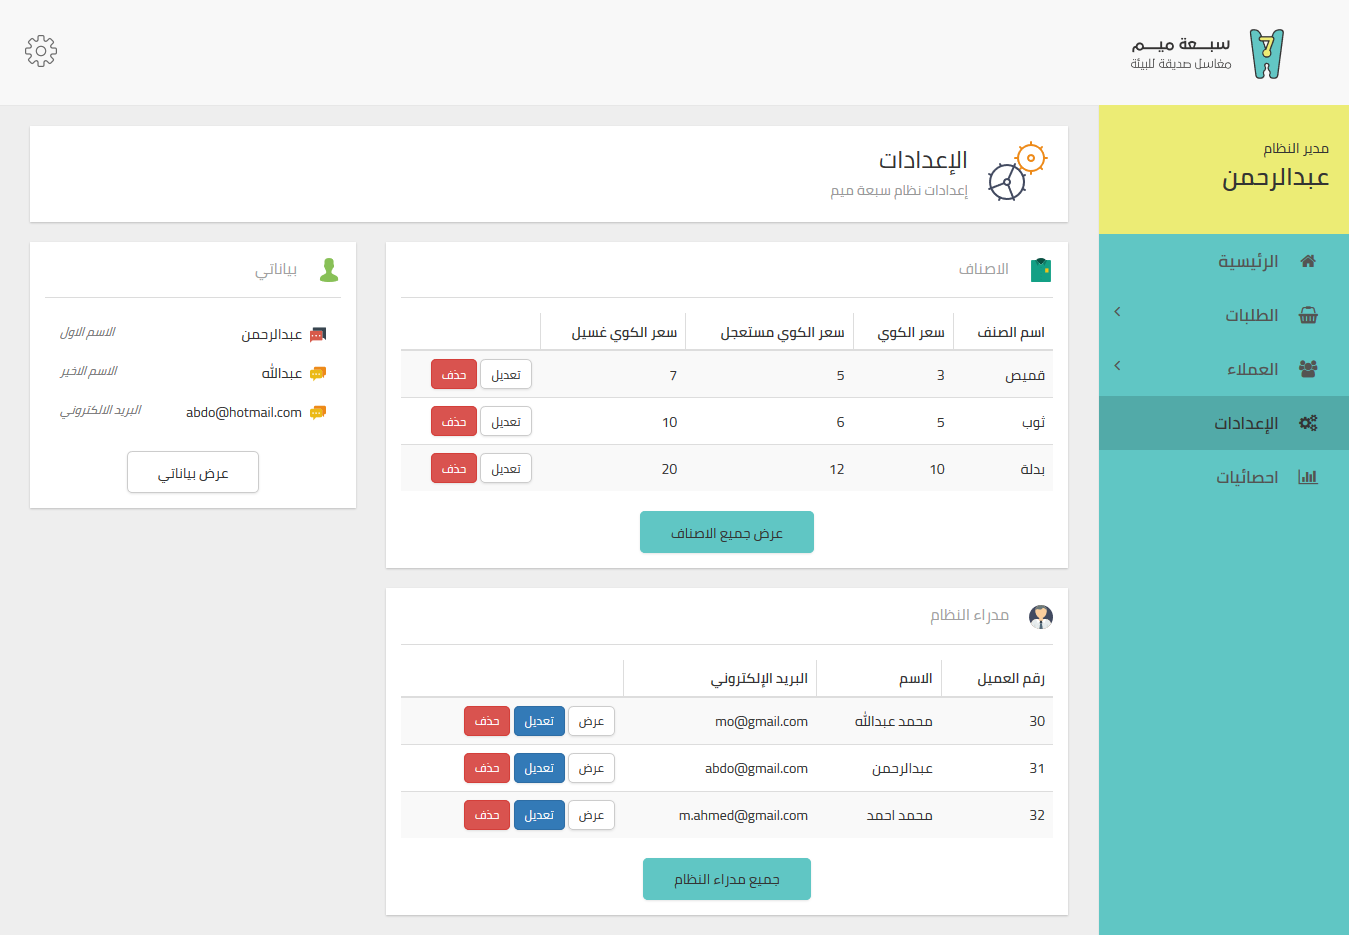 سبعة ميم
مغاسل صديقة للبيئة
مدير النظام
عبدالرحمن
الرئيسية
الطلبات
العملاء
الإعدادات
احصائيات
الإعدادات
إعدادات نظام سبعة ميم
الاصناف
اسم الصنف سعر الكوي سعر الكوي مستعجل سعر الكوي غسيل
قميص 3 5 7 تعديل حذف
ثوب 5 6 10 تعديل حذف
بدلة 10 12 20 تعديل حذف
عرض جميع الاصناف
بياناتي
عبدالرحمن الاسم الاول
عبدالله الاسم الاخير
abdo@hotmail.com البريد الالكتروني
عرض بياناتي
مدراء النظام
رقم العميل الاسم البريد الإلكتروني
30 محمد عبدالله mo@gmail.com عرض تعديل حذف
31 عبدالرحمن abdo@gmail.com عرض تعديل حذف
32 محمد احمد m.ahmed@gmail.com عرض تعديل حذف
جميع مدراء النظام